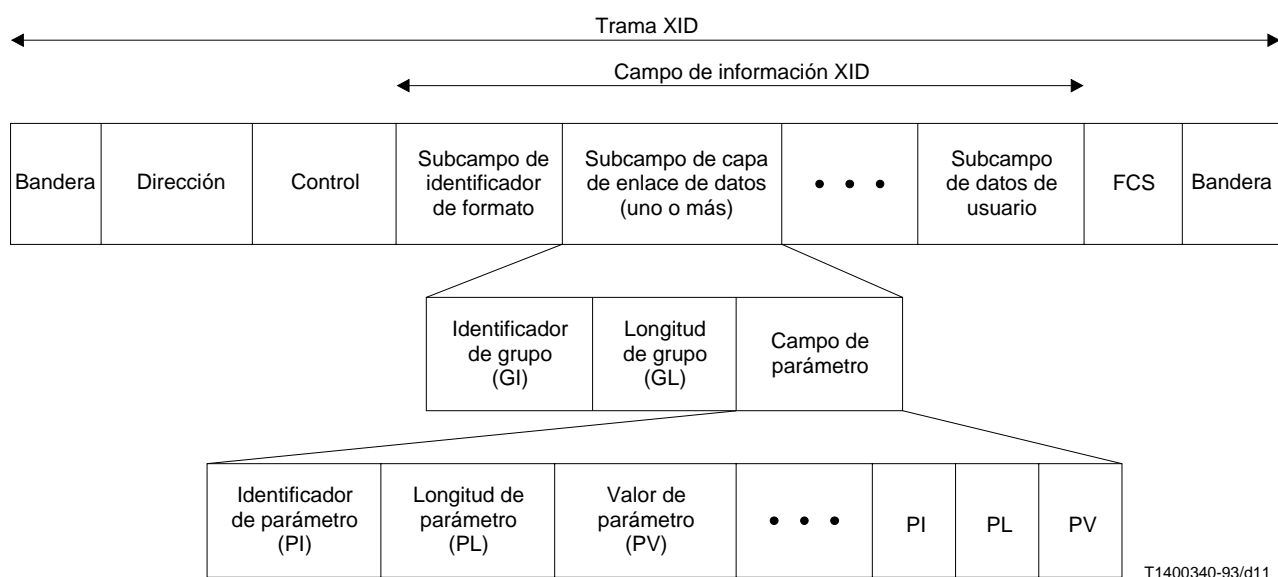 Trama XID
Campo de información XID
Bandera
Dirección
Control
Subcampo de
identificador
de formato
Subcampo de capa
de enlace de datos
(uno o más)
• • •
Subcampo
de datos de
usuario
FCS
Bandera
Identificador
de grupo
(GI)
Longitud
de grupo
(GL)
Campo de
parámetro
Identificador
de parámetro
(PI)
Longitud de
parámetro
(PL)
Valor de
parámetro
(PV)
• • •
PI
PL
PV
T1400340-93/d11